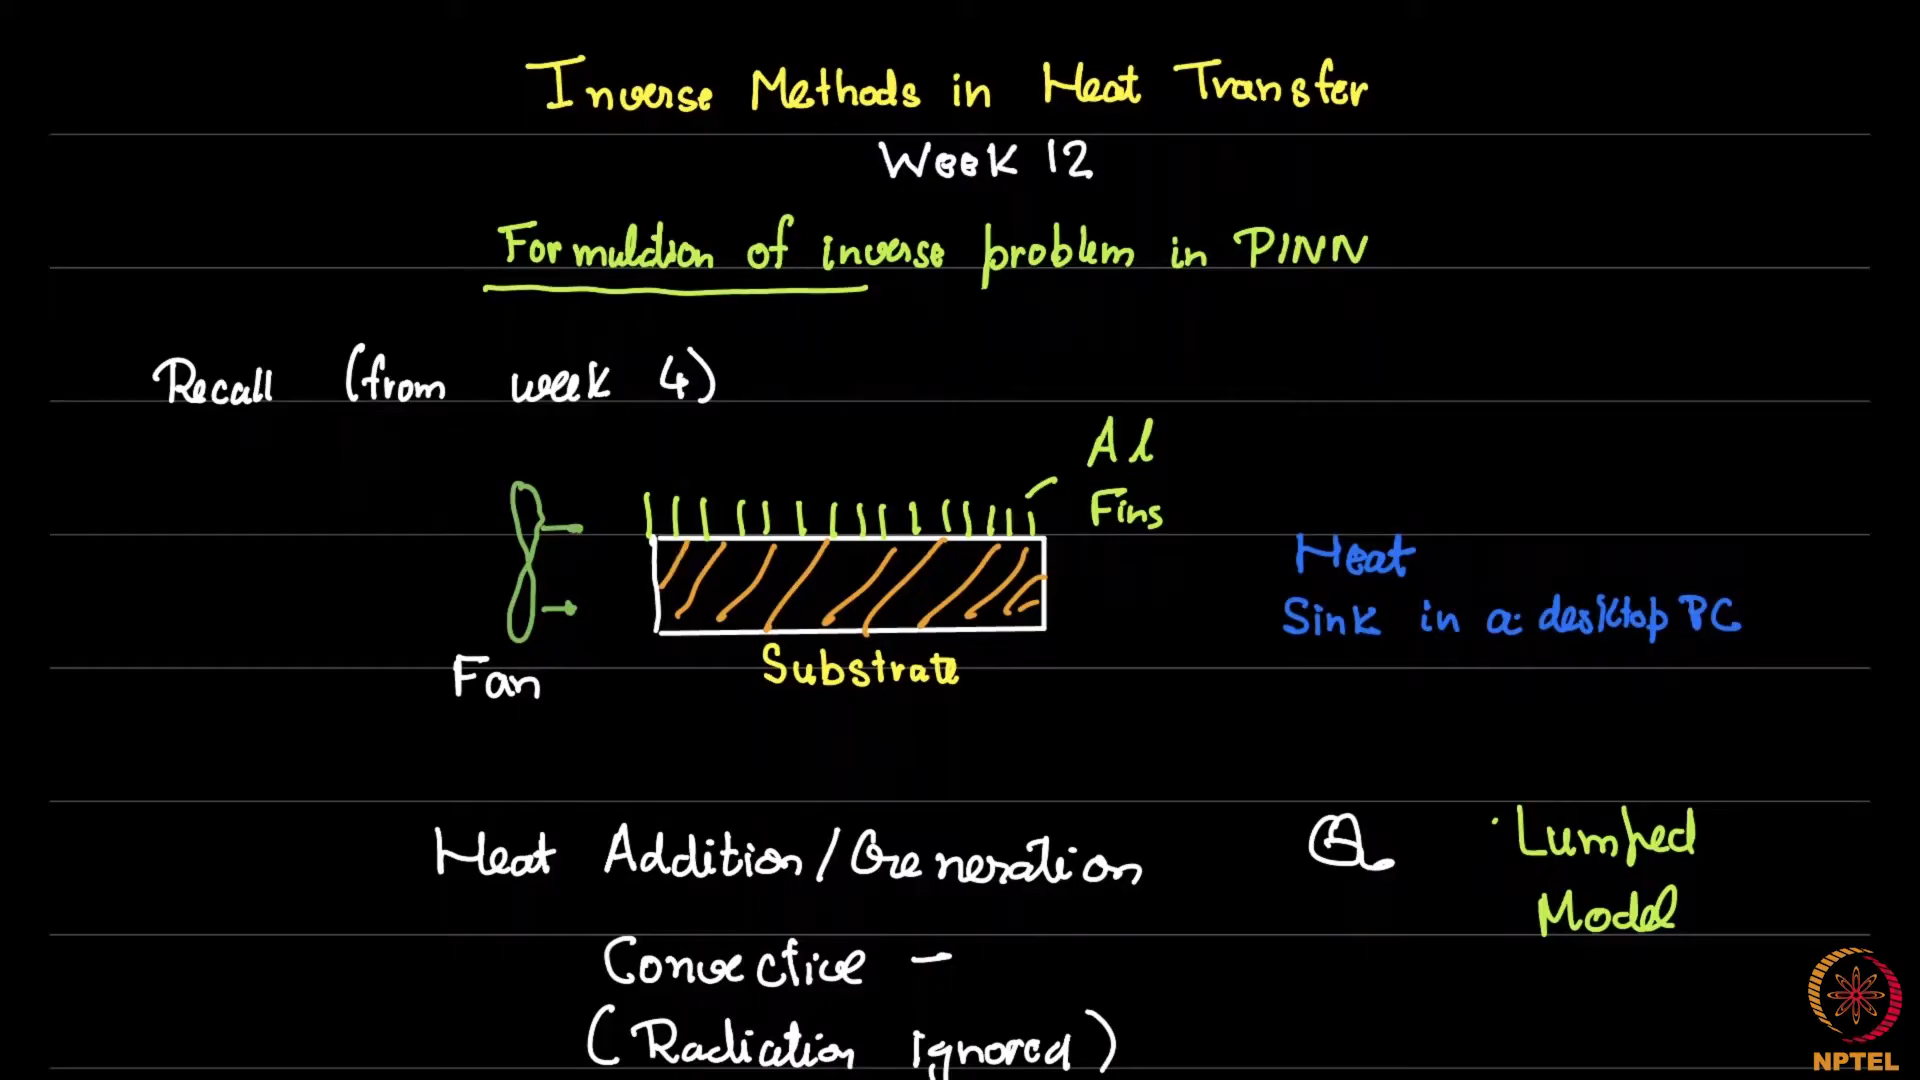 Inverse Methods in Heat Transfer
Week 12
Formulation of inverse problem in PINN
Recall (from week 4)
Al
Fins
Heat
Sink in a desktop PC
Fan
Substrate
Heat Addition/Generation Q Lumped
Model
Convective –
(Radiation ignored)
NPTEL